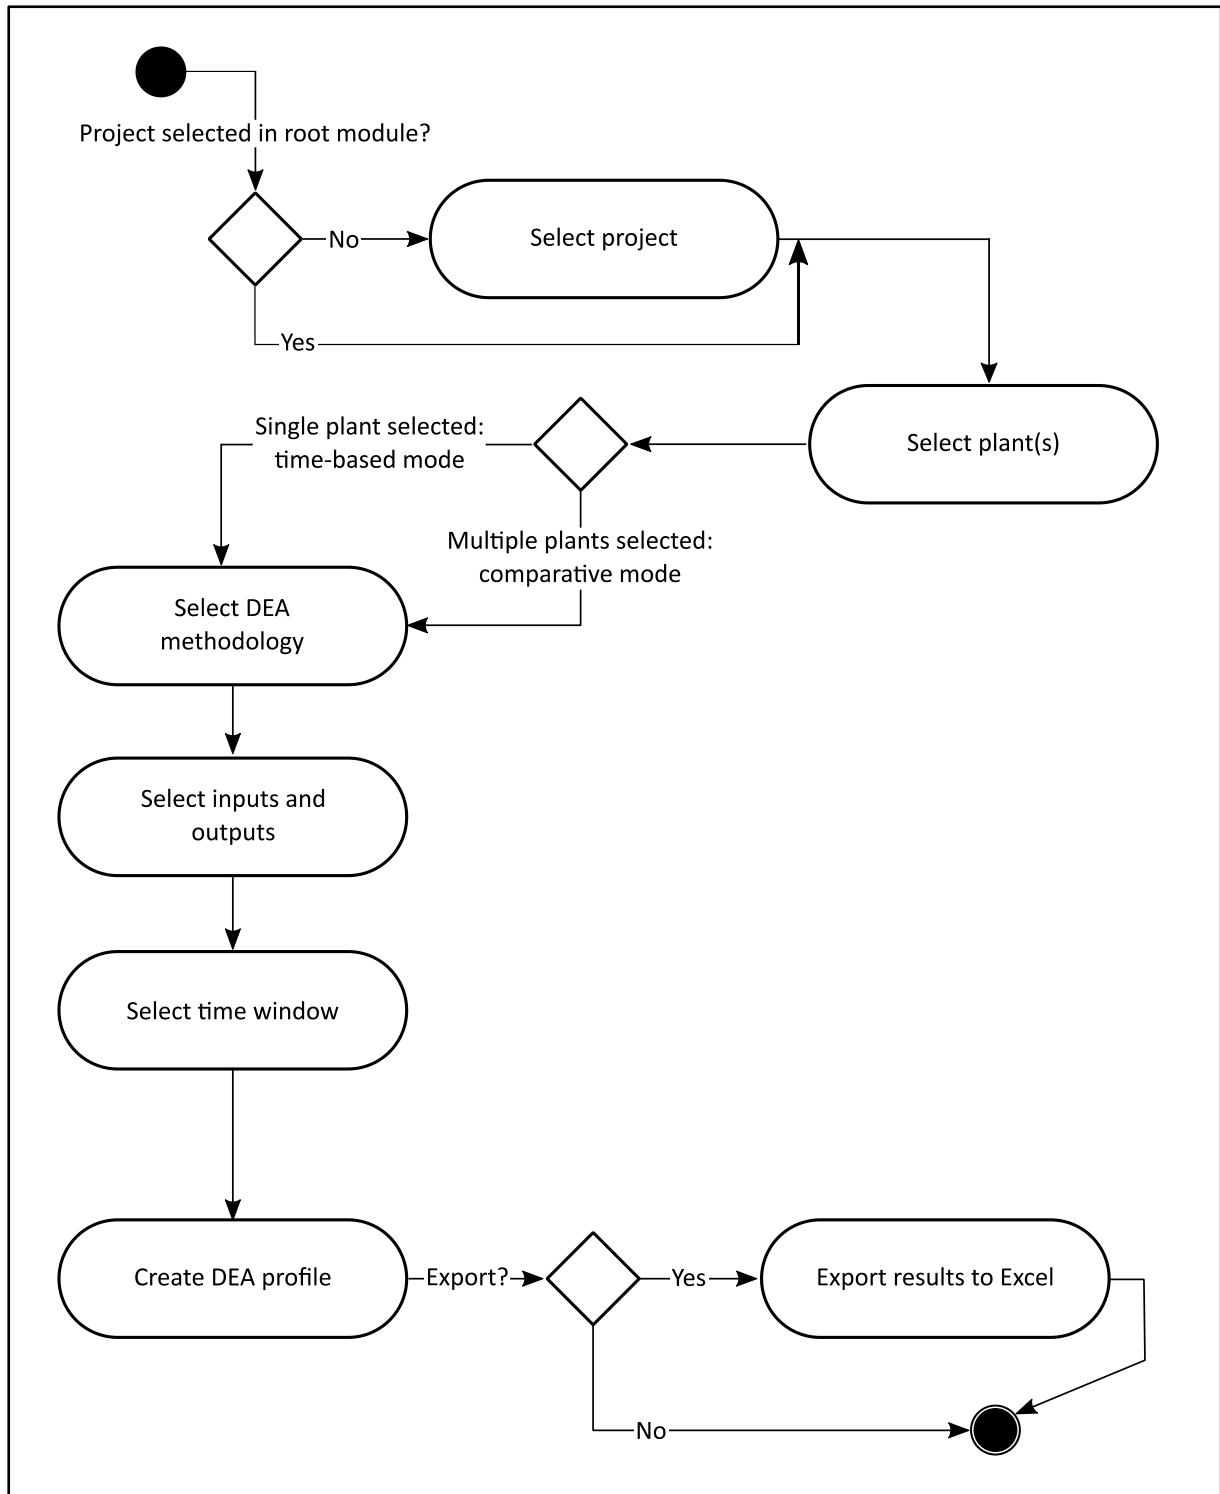 Project selected in root module?
No
Select project
Yes
Single plant selected:
time-based mode
Select plant(s)
Multiple plants selected:
comparative mode
Select DEA
methodology
Select inputs and
outputs
Select time window
Create DEA profile
Export?
Yes
Export results to Excel
No